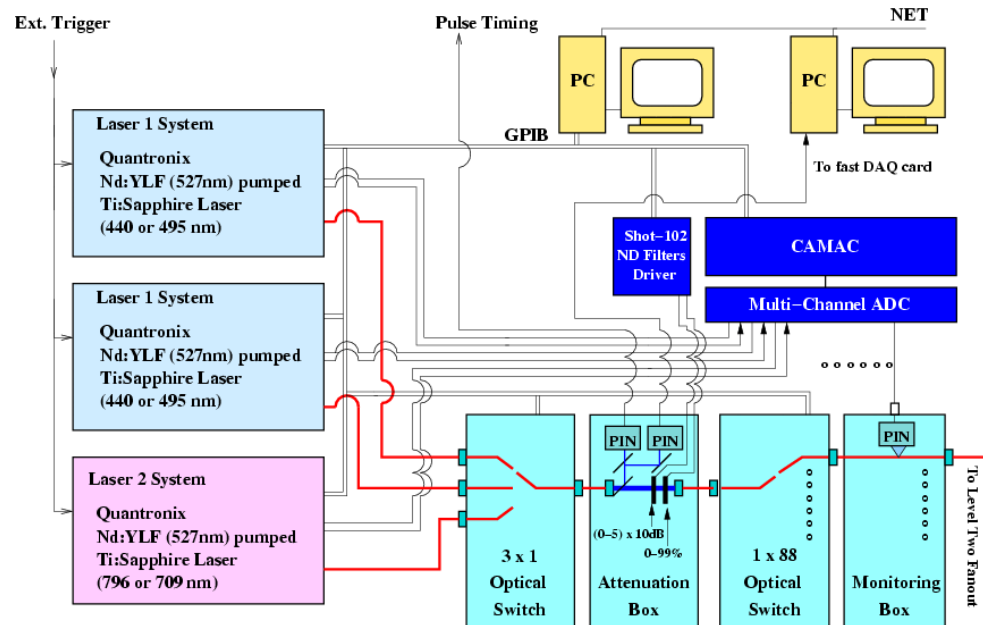 Ext. Trigger
Pulse Timing
NET
PC
PC
GPIB
To fast DAQ card
Laser 1 System
Quantronix
Nd:YLF (527nm) pumped
Ti:Sapphire Laser
(440 or 495 nm)
Shot-102
ND Filters
Driver
CAMAC
Multi-Channel ADC
Laser 1 System
Quantronix
Nd:YLF (527nm) pumped
Ti:Sapphire Laser
(440 or 495 nm)
Laser 2 System
Quantronix
Nd:YLF (527nm) pumped
Ti:Sapphire Laser
(796 or 709 nm)
PIN
PIN
PIN
(0-5) x 10dB
0-99%
3 x 1
Optical
Switch
Attenuation
Box
1 x 88
Optical
Switch
Monitoring
Box
To Level Two Fanout